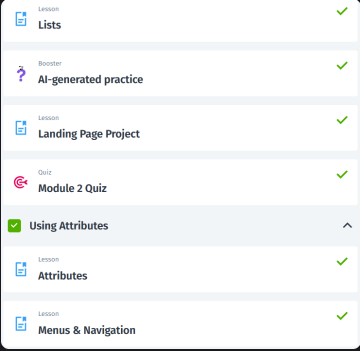 Lesson
Lists
Booster
AI-generated practice
Lesson
Landing Page Project
Quiz
Module 2 Quiz
Using Attributes
Lesson
Attributes
Lesson
Menus & Navigation